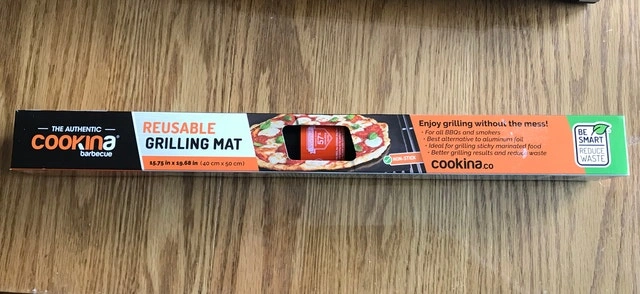 THE AUTHENTIC
COOKINA®
barbecue
REUSABLE
GRILLING MAT
15.75 in x 19.68 in (40 cm x 50 cm)
NON-STICK
Enjoy grilling without the mess!
• For all BBQs and smokers
• Best alternative to aluminum foil
• Ideal for grilling sticky marinated food
• Better grilling results and reduce waste
cookina.co
BE
SMART
REDUCE
WASTE